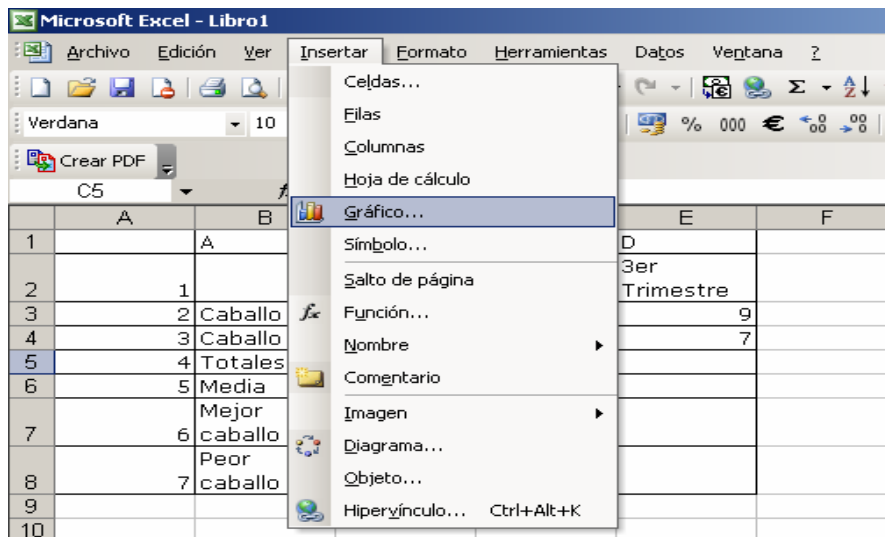 Microsoft Excel - Libro1
Archivo Edición Ver Insertar Formato Herramientas Datos Ventana ?
Verdana 10 % 000 €
Crear PDF
C5
A B E F
1 A D
2 1 3er
Trimestre
3 2 Caballo 9
4 3 Caballo 7
5 4 Totales
6 5 Media
7 6 Mejor
caballo
8 7 Peor
caballo
9
10
Celdas...
Filas
Columnas
Hoja de cálculo
Gráfico...
Símbolo...
Salto de página
Función...
Nombre
Comentario
Imagen
Diagrama...
Objeto...
Hipervínculo... Ctrl+Alt+K